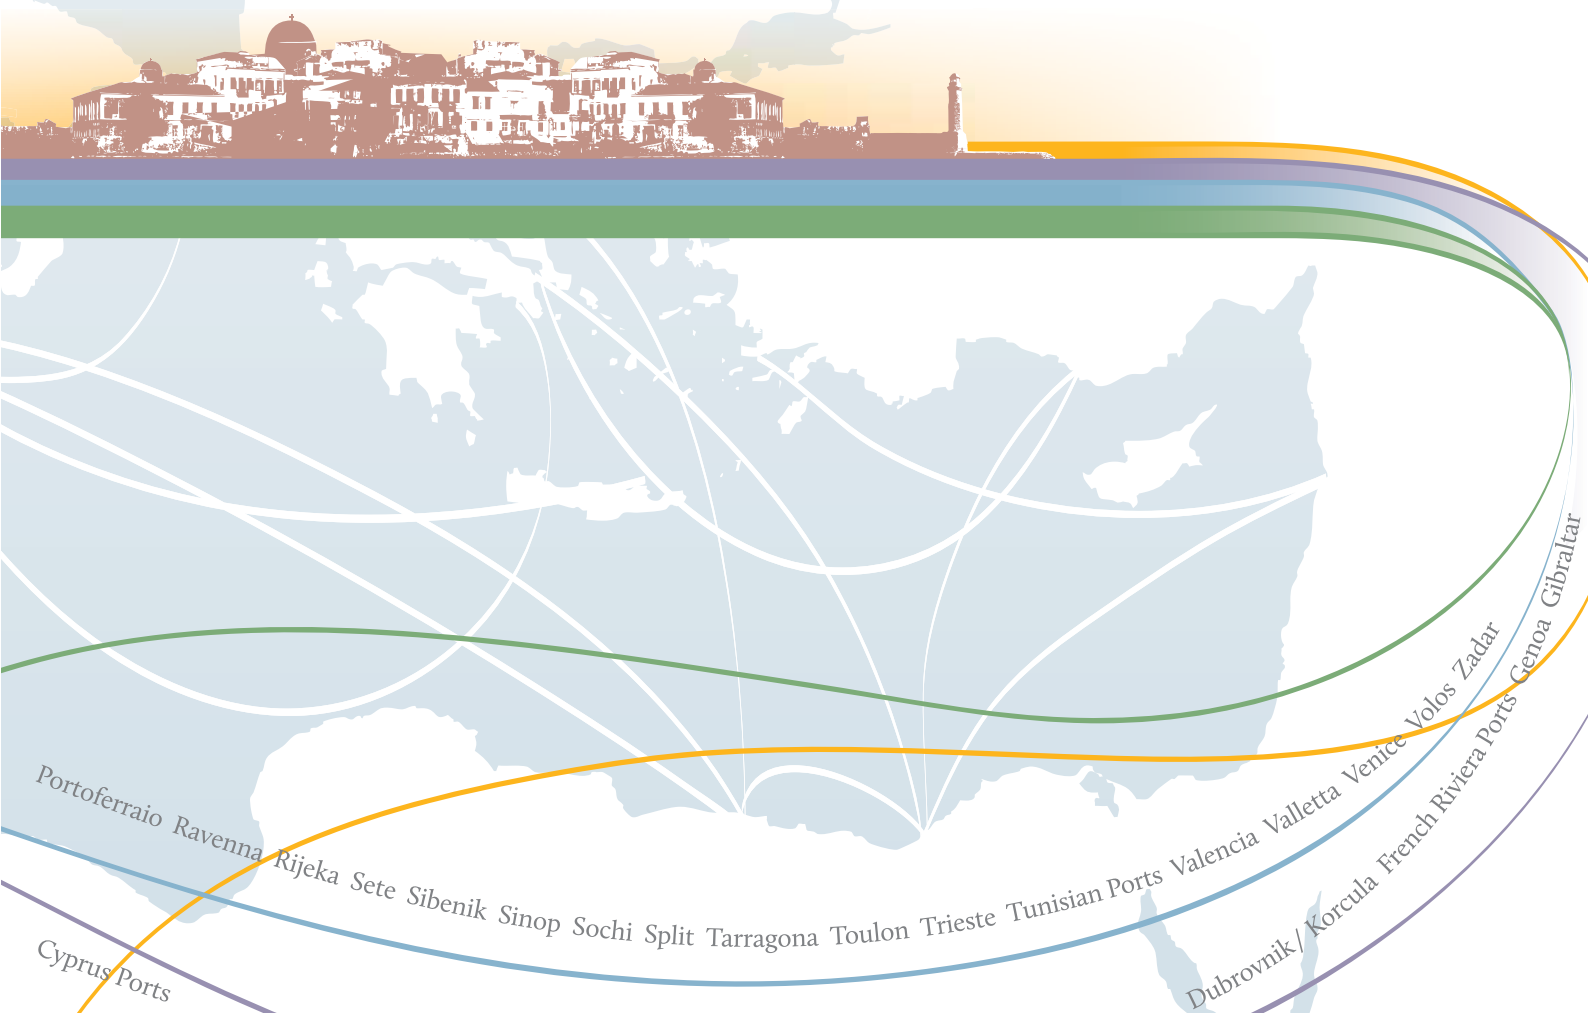 Portoferraio Ravenna Rijeka Sete Sibenik Sinop Sochi Split Tarragona Toulon Trieste Tunisian Ports Valencia Valletta Venice Volos Zadar
Cyprus Ports
Dubrovnik / Korcula French Riviera Ports Genoa Gibraltar